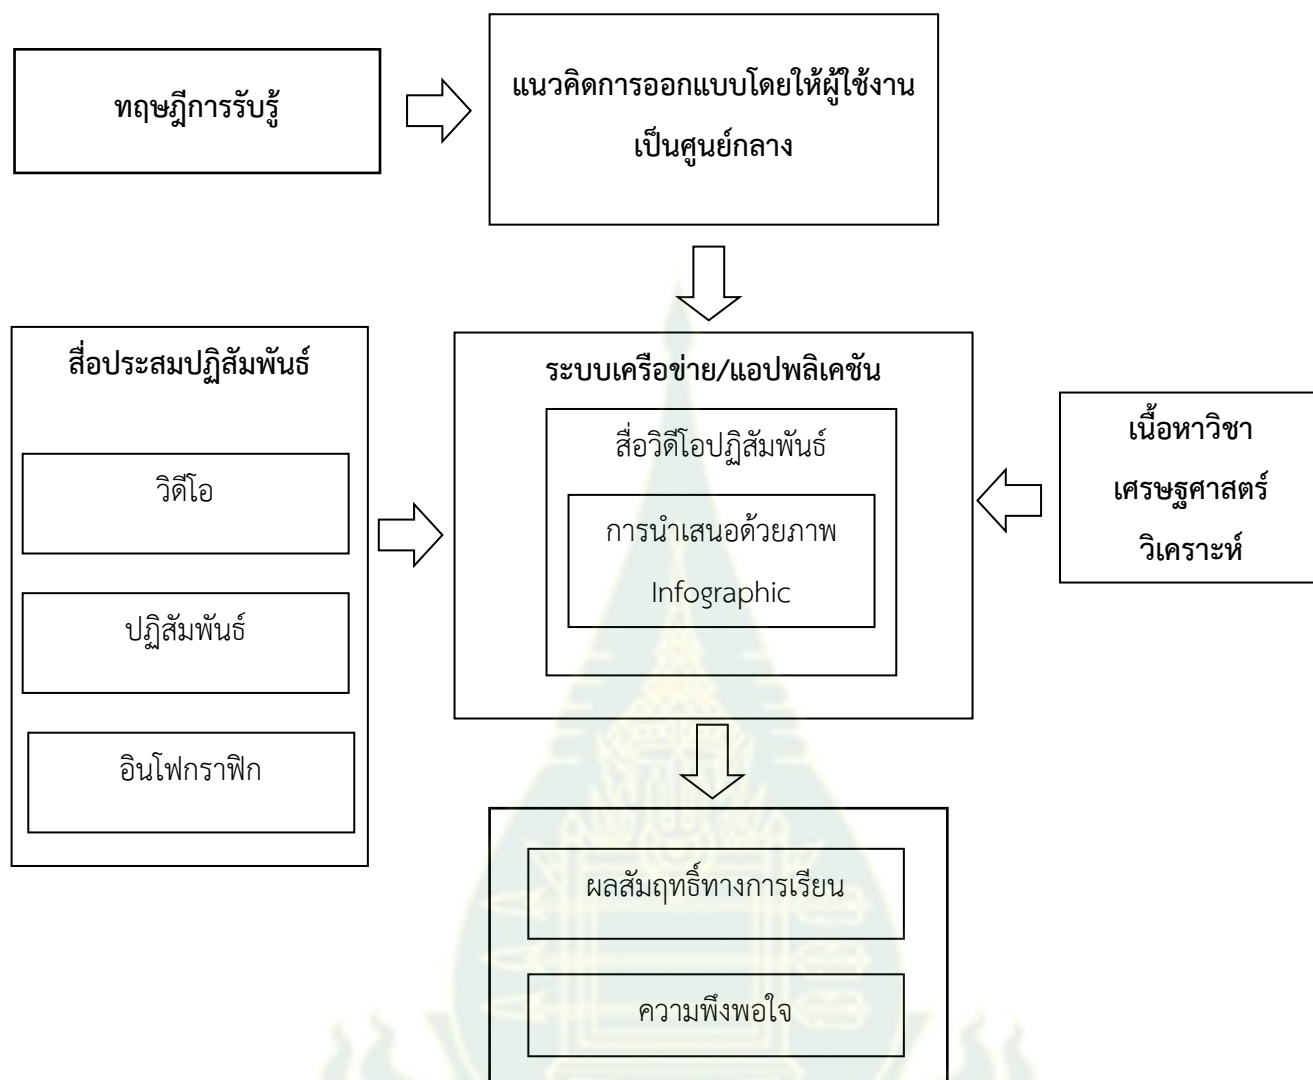 ทฤษฎีการรับรู้
แนวคิดการออกแบบโดยให้ผู้ใช้งาน
เป็นศูนย์กลาง
สื่อประสมปฏิสัมพันธ์
วิดีโอ
ปฏิสัมพันธ์
อินโฟกราฟิก
ระบบเครือข่าย/แอปพลิเคชัน
สื่อวิดีโอปฏิสัมพันธ์
การนำเสนอด้วยภาพ
Infographic
เนื้อหาวิชา
เศรษฐศาสตร์
วิเคราะห์
ผลสัมฤทธิ์ทางการเรียน
ความพึงพอใจ